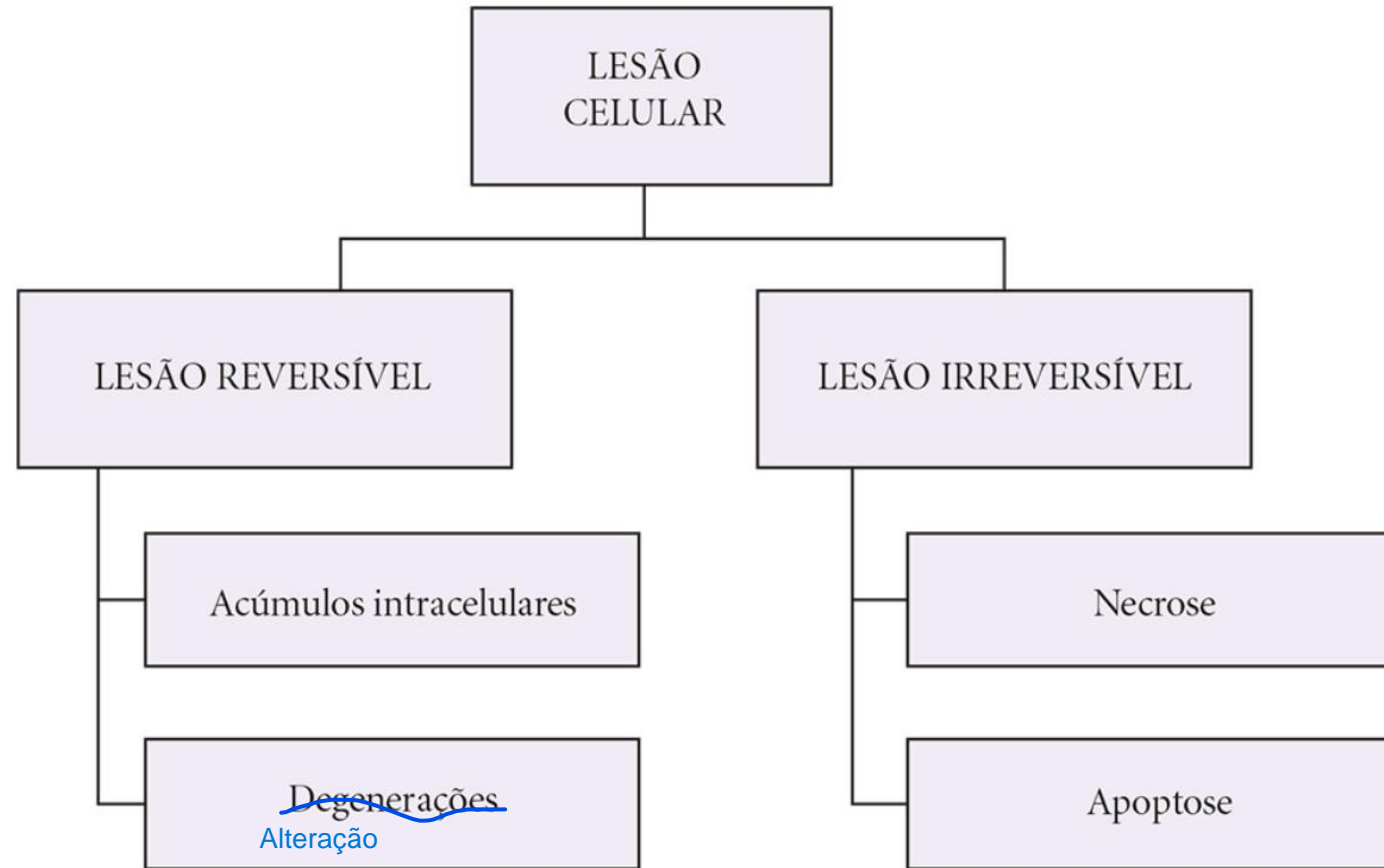 LESÃO
CELULAR
LESÃO REVERSÍVEL
LESÃO IRREVERSÍVEL
Acúmulos intracelulares
Necrose
Degenerações
Alteração
Apoptose